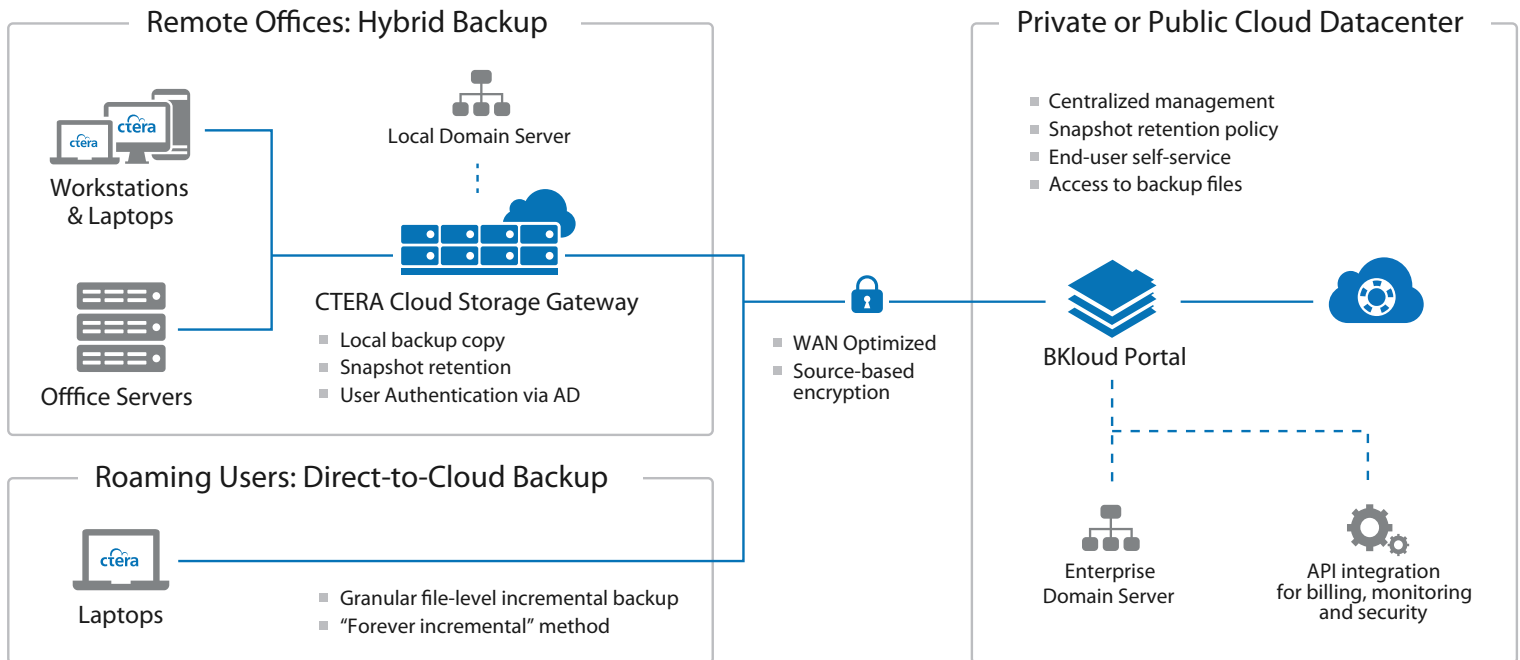 Remote Offices: Hybrid Backup
ctera
ctera
Workstations
& Laptops
Offfice Servers
Local Domain Server
CTERA Cloud Storage Gateway
Local backup copy
Snapshot retention
User Authentication via AD
Roaming Users: Direct-to-Cloud Backup
ctera
Laptops
Granular file-level incremental backup
“Forever incremental” method
WAN Optimized
Source-based
encryption
Private or Public Cloud Datacenter
Centralized management
Snapshot retention policy
End-user self-service
Access to backup files
BKloud Portal
Enterprise
Domain Server
API integration
for billing, monitoring
and security